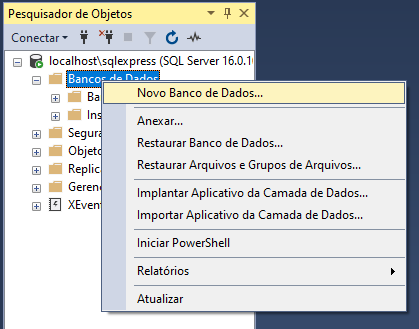 Pesquisador de Objetos
Conectar
localhost\sqlexpress (SQL Server 16.0.1
Bancos de Dados
Ba
Ins
Segura
Objeto
Replic
Gerenc
XEven
Novo Banco de Dados...
Anexar...
Restaurar Banco de Dados...
Restaurar Arquivos e Grupos de Arquivos...
Implantar Aplicativo da Camada de Dados...
Importar Aplicativo da Camada de Dados...
Iniciar PowerShell
Relatórios
Atualizar